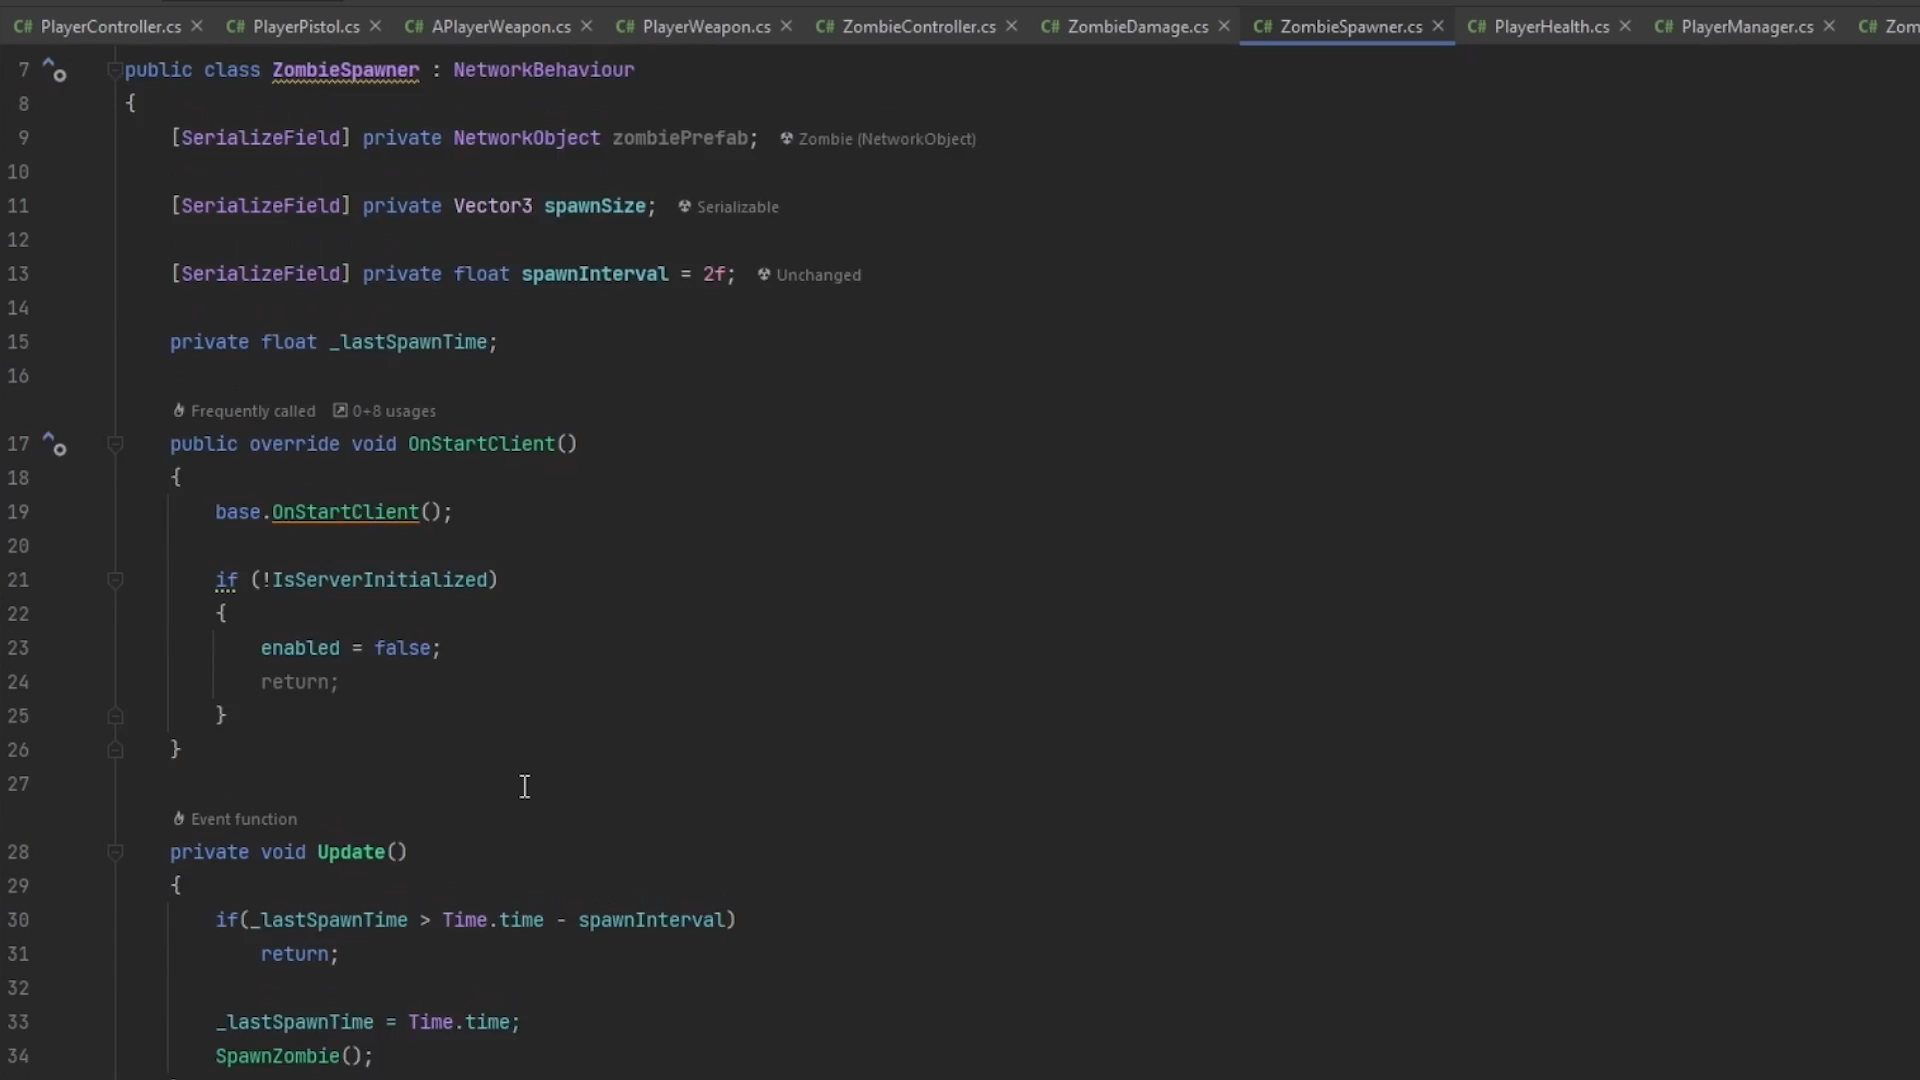 C# PlayerController.cs × C# PlayerPistol.cs × C# APlayerWeapon.cs × C# PlayerWeapon.cs × C# ZombieController.cs × C# ZombieDamage.cs × C# ZombieSpawner.cs × C# PlayerHealth.cs × C# PlayerManager.cs × C# Zom
7 public class ZombieSpawner : NetworkBehaviour
8 {
9 [SerializeField] private NetworkObject zombiePrefab; Zombie (NetworkObject)
10
11 [SerializeField] private Vector3 spawnSize; Serializable
12
13 [SerializeField] private float spawnInterval = 2f; Unchanged
14
15 private float _lastSpawnTime;
16
Frequently called 0+8 usages
17 public override void OnStartClient()
18 {
19 base.OnStartClient();
20
21 if (!IsServerInitialized)
22 {
23 enabled = false;
24 return;
25 }
26 }
27
Event function
28 private void Update()
29 {
30 if(_lastSpawnTime > Time.time - spawnInterval)
31 return;
32
33 _lastSpawnTime = Time.time;
34 SpawnZombie();